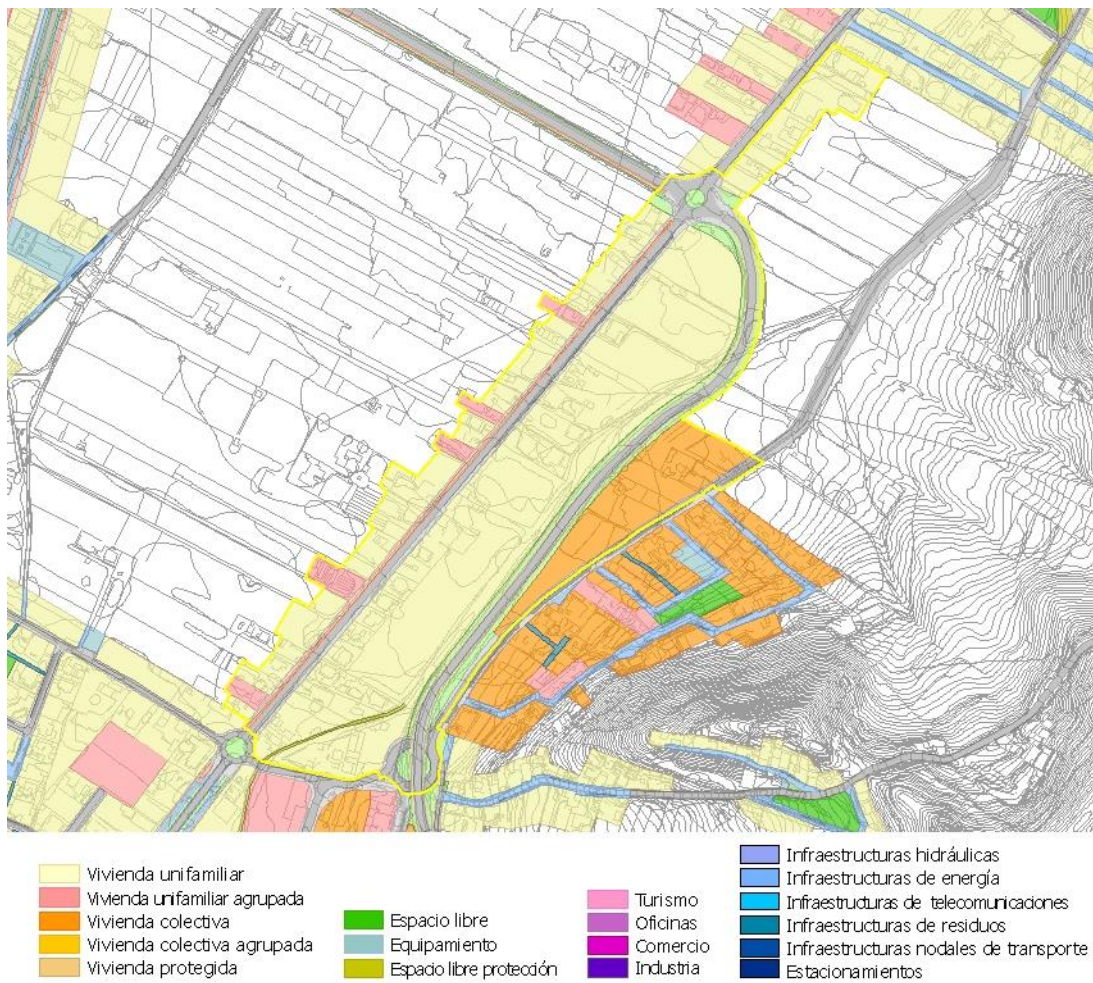 Vivienda unifamiliar
Vivienda unifamiliar agrupada
Vivienda colectiva
Vivienda colectiva agrupada
Vivienda protegida
Espacio libre
Equipamiento
Espacio libre protección
Turismo
Oficinas
Comercio
Industria
Infraestructuras hidráulicas
Infraestructuras de energía
Infraestructuras de telecomunicaciones
Infraestructuras de residuos
Infraestructuras nodales de transporte
Estacionamientos